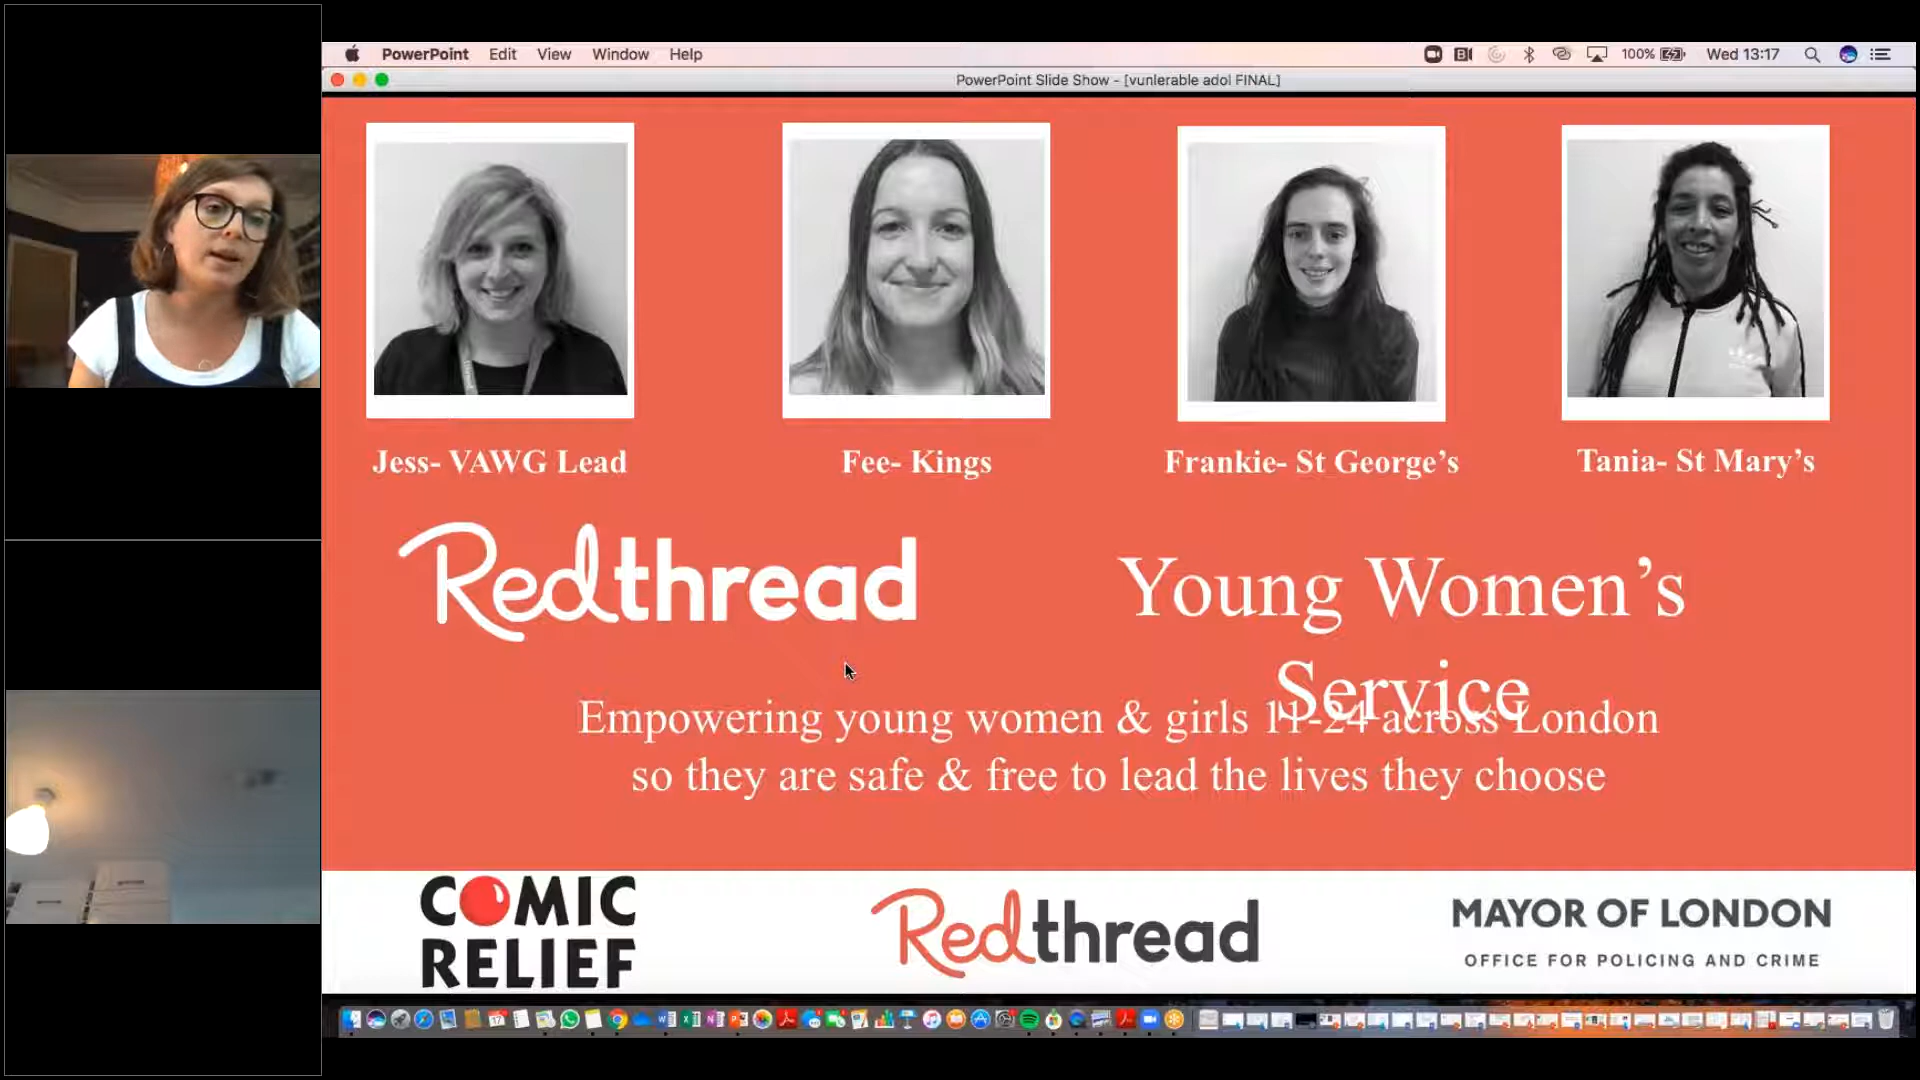 PowerPoint Edit View Window Help 100% Wed 13:17
PowerPoint Slide Show - [vunlerable adol FINAL]
Jess- VAWG Lead
Fee- Kings
Frankie- St George’s
Tania- St Mary’s
Redthread
Young Women’s
Service
Empowering young women & girls 11-24 across London
so they are safe & free to lead the lives they choose
COMIC
RELIEF
Redthread
MAYOR OF LONDON
OFFICE FOR POLICING AND CRIME